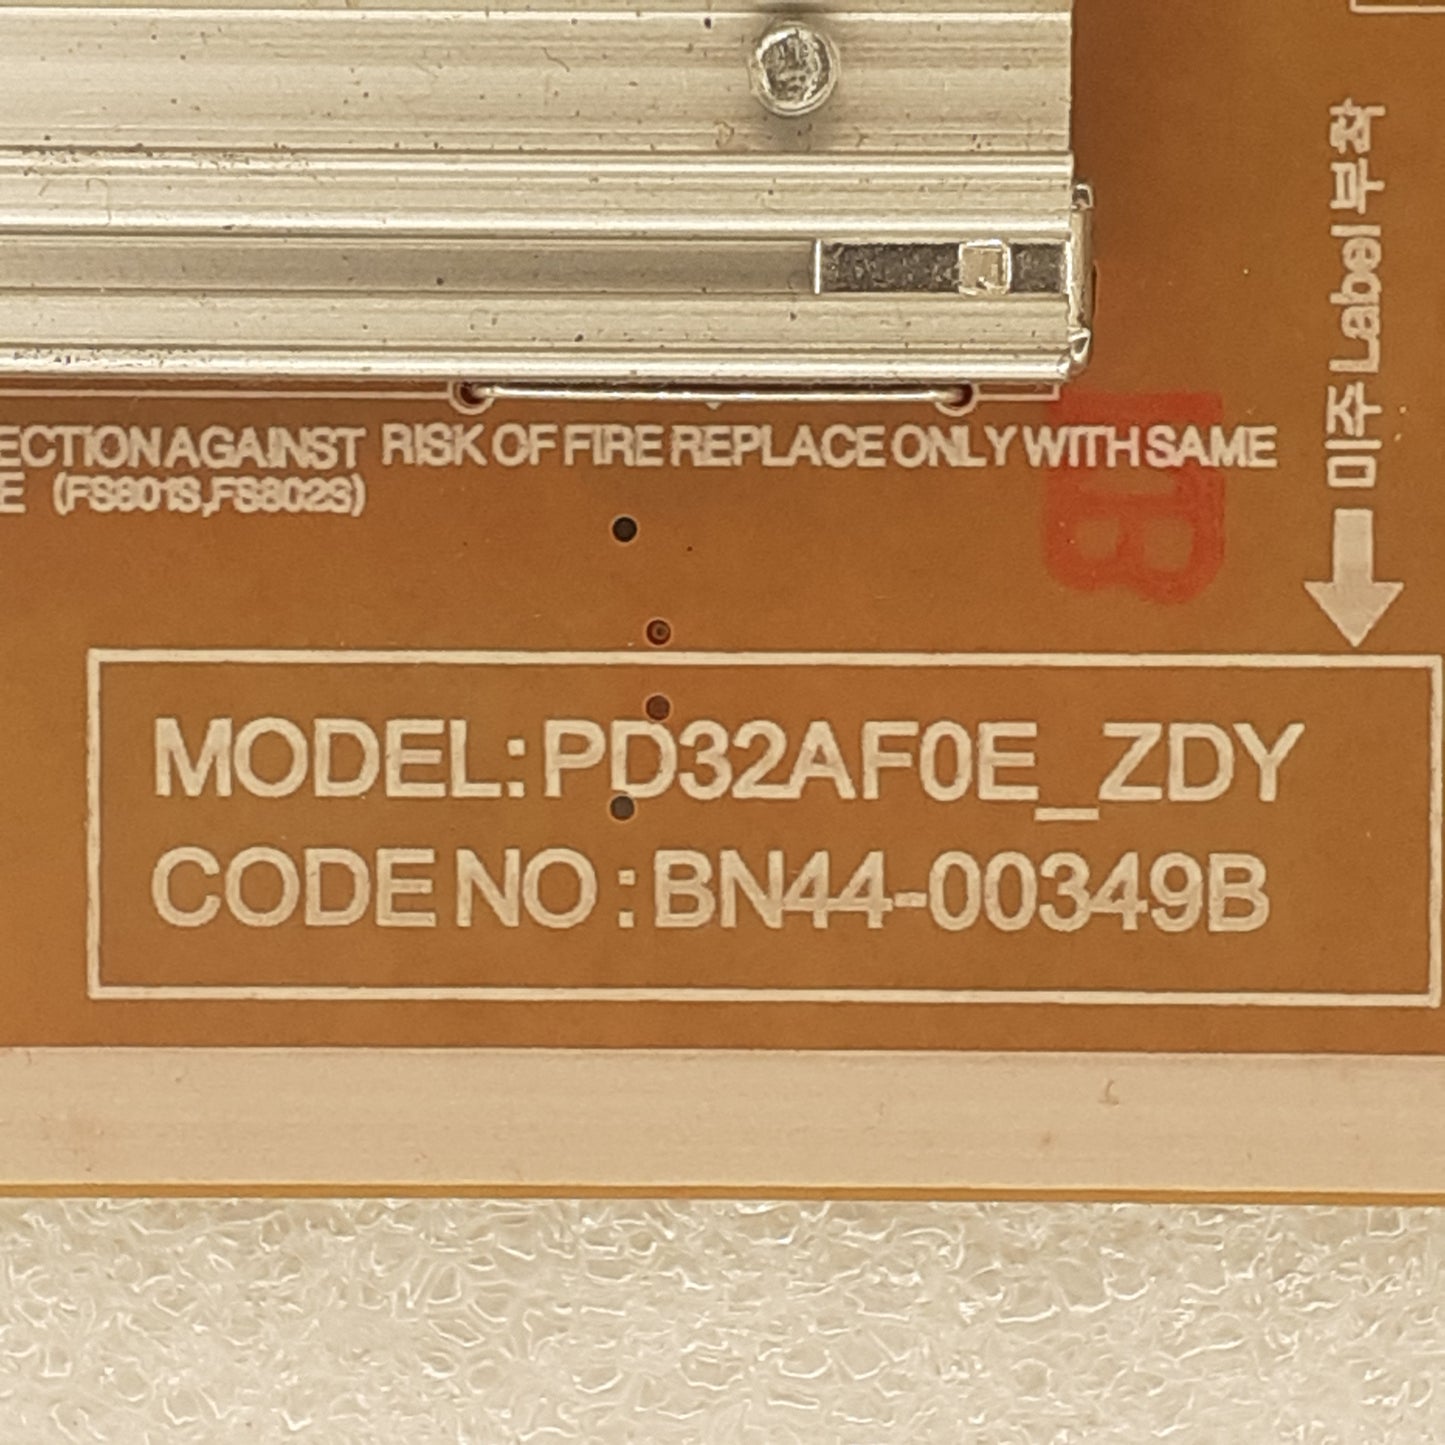 ECTION AGAINST RISK OF FIRE REPLACE ONLY WITH SAME
E (FS801S,FS802S)
미주 Label 부착
B
MODEL:PD32AF0E_ZDY
CODE NO:BN44-00349B